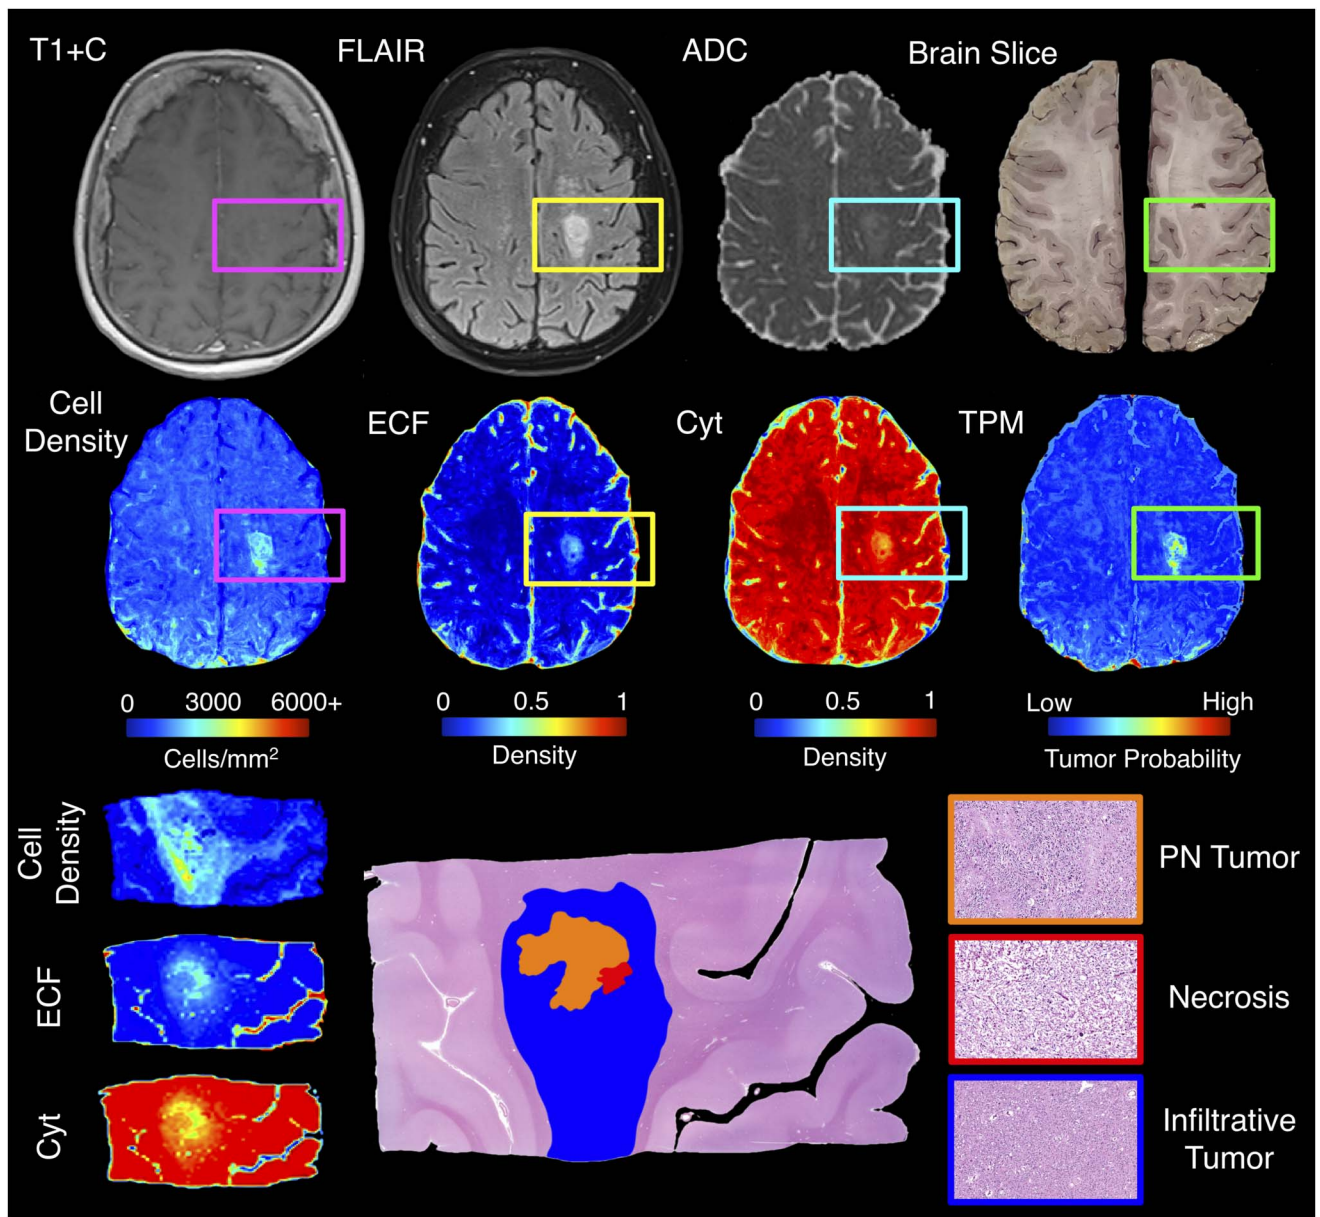 T1+C
FLAIR
ADC
Brain Slice
Cell
Density
ECF
Cyt
TPM
0 3000 6000+
Cells/mm²
0 0.5 1
Density
0 0.5 1
Density
Low High
Tumor Probability
Cell
Density
ECF
Cyt
PN Tumor
Necrosis
Infiltrative
Tumor